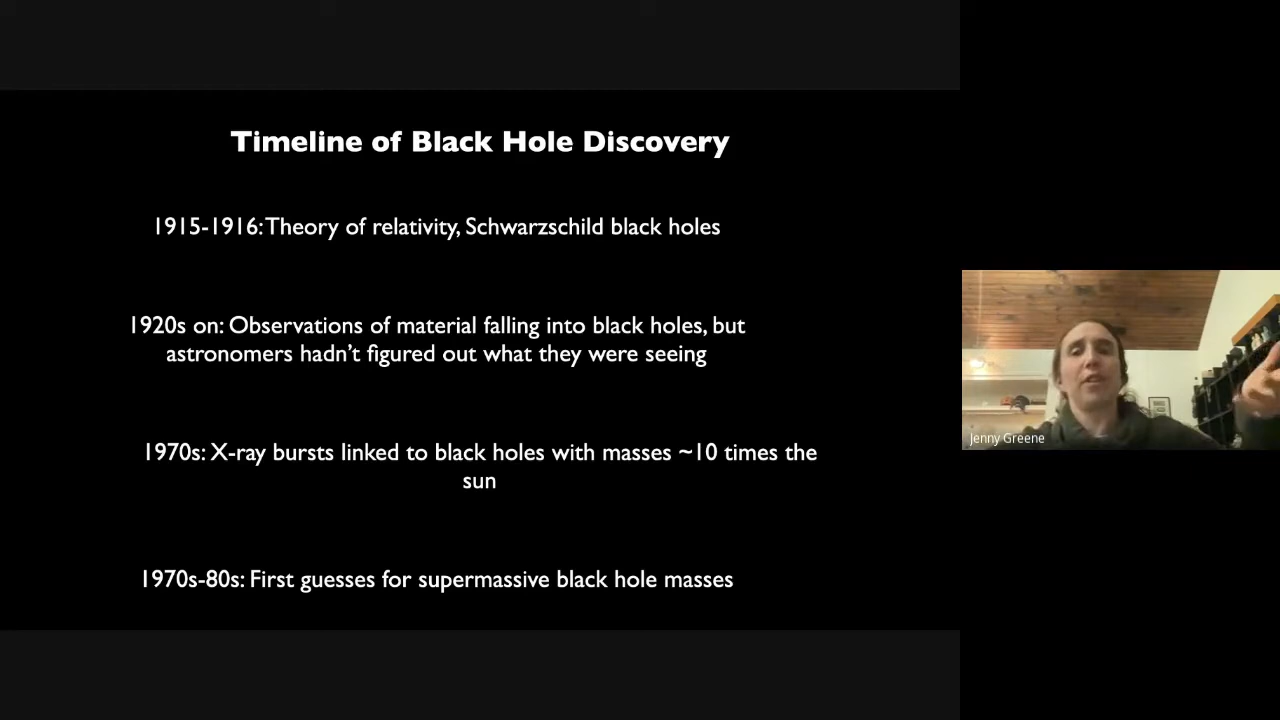 Timeline of Black Hole Discovery
1915-1916: Theory of relativity, Schwarzschild black holes
1920s on: Observations of material falling into black holes, but
astronomers hadn’t figured out what they were seeing
1970s: X-ray bursts linked to black holes with masses ~10 times the
sun
1970s-80s: First guesses for supermassive black hole masses
Jenny Greene